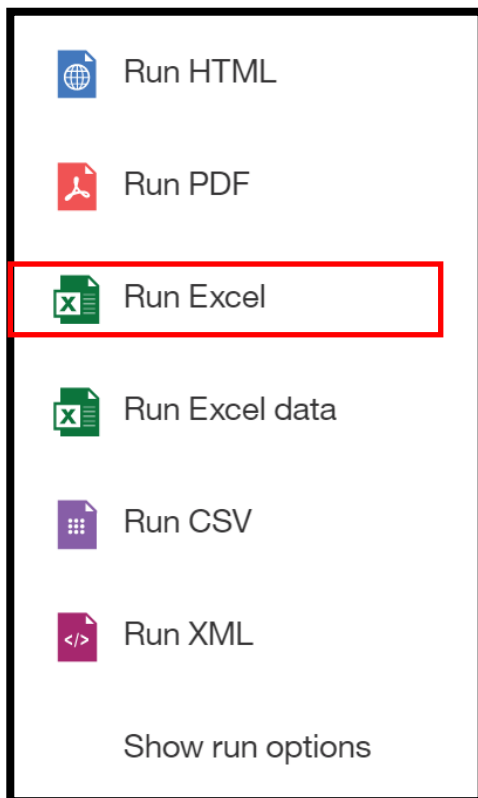 Run HTML
Run PDF
Run Excel
Run Excel data
Run CSV
Run XML
Show run options